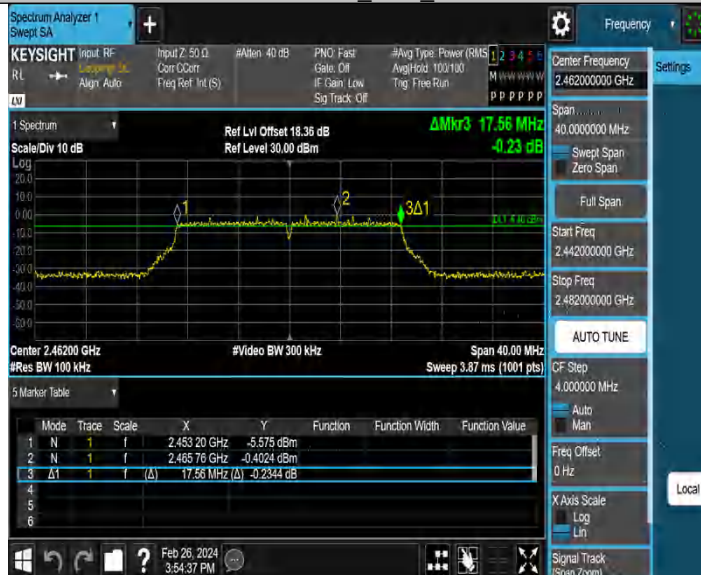 Spectrum Analyzer 1
Swept SA
Frequency
Settings
KEYSIGHT
RL
Input: RF
Align: Auto
Input Z: 50 Ω
Corr CCorr
Freq Ref: Int (S)
#Atten: 40 dB
PNO: Fast
Gate: Off
IF Gain: Low
Sig Track: Off
#Avg Type: Power (RMS
Avg|Hold: 100/100
Trig: Free Run
1 2 3 4 5 6
M W W W W W
P P P P P P
LNI
1 Spectrum
Scale/Div 10 dB
Ref Lvl Offset 18.36 dB
Ref Level 30.00 dBm
ΔMkr3 17.56 MHz
-0.23 dB
Log
20.0
10.0
0.00
-10.0
-20.0
-30.0
-40.0
-50.0
-60.0
1
2
3Δ1
Center 2.46200 GHz
#Video BW 300 kHz
Span 40.00 MHz
#Res BW 100 kHz
Sweep 3.87 ms (1001 pts)
5 Marker Table
Mode Trace Scale X Y Function Function Width Function Value
1 N 1 f 2.453 20 GHz -5.575 dBm
2 N 1 f 2.465 76 GHz -0.4024 dBm
3 Δ1 1 f (Δ) 17.56 MHz (Δ) -0.2344 dB
4
5
6
Center Frequency
2.462000000 GHz
Span
40.0000000 MHz
Swept Span
Zero Span
Full Span
Start Freq
2.442000000 GHz
Stop Freq
2.482000000 GHz
AUTO TUNE
CF Step
4.000000 MHz
Auto
Man
Freq Offset
0 Hz
X Axis Scale
Log
Lin
Signal Track
(Span Zoom)
Local
?
Feb 26, 2024
3:54:37 PM